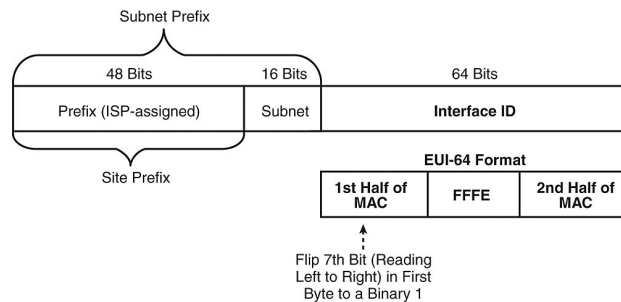 Subnet Prefix
48 Bits
16 Bits
64 Bits
Prefix (ISP-assigned)
Subnet
Interface ID
Site Prefix
EUI-64 Format
1st Half of
MAC
FFFE
2nd Half of
MAC
Flip 7th Bit (Reading
Left to Right) in First
Byte to a Binary 1